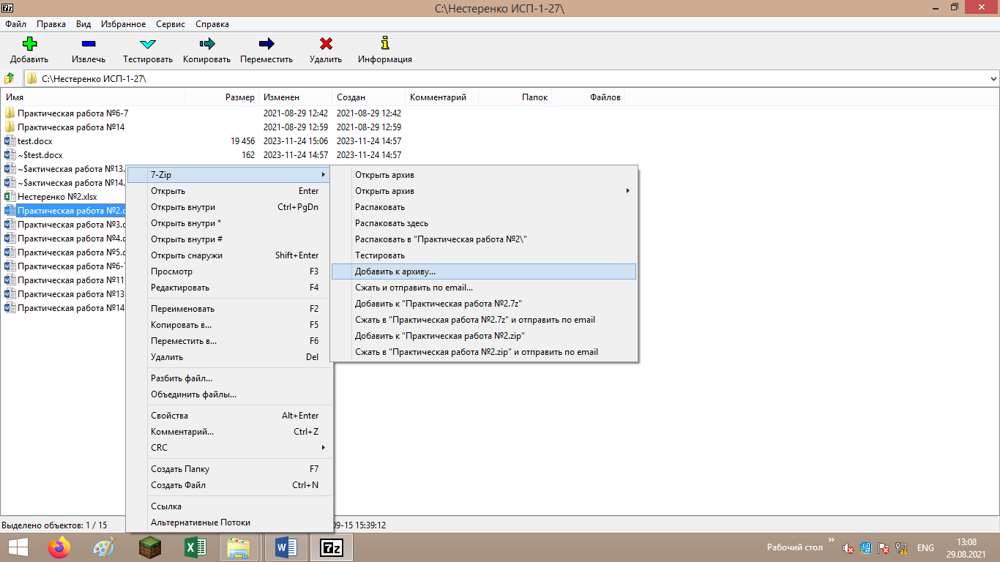 C:\Нестеренко ИСП-1-27\
Файл Правка Вид Избранное Сервис Справка
Добавить Извлечь Тестировать Копировать Переместить Удалить Информация
C:\Нестеренко ИСП-1-27\
Имя Размер Изменен Создан Комментарий Папок Файлов
Практическая работа №6-7 2021-08-29 12:42 2021-08-29 12:42
Практическая работа №14 2021-08-29 12:59 2021-08-29 12:59
test.docx 19 456 2023-11-24 15:06 2023-11-24 14:57
~$test.docx 162 2023-11-24 14:57 2023-11-24 14:57
~$актическая работа №13.
~$актическая работа №14.
Нестеренко №2.xlsx
Практическая работа №2.d
Практическая работа №3.d
Практическая работа №4.d
Практическая работа №5.d
Практическая работа №6-7
Практическая работа №11
Практическая работа №13
Практическая работа №14
7-Zip
Открыть Enter
Открыть внутри Ctrl+PgDn
Открыть внутри *
Открыть внутри #
Открыть снаружи Shift+Enter
Просмотр F3
Редактировать F4
Переименовать F2
Копировать в... F5
Переместить в... F6
Удалить Del
Разбить файл...
Объединить файлы...
Свойства Alt+Enter
Комментарий... Ctrl+Z
CRC
Создать Папку F7
Создать Файл Ctrl+N
Ссылка
Альтернативные Потоки
Открыть архив
Открыть архив
Распаковать
Распаковать здесь
Распаковать в "Практическая работа №2\"
Тестировать
Добавить к архиву...
Сжать и отправить по email...
Добавить к "Практическая работа №2.7z"
Сжать в "Практическая работа №2.7z" и отправить по email
Добавить к "Практическая работа №2.zip"
Сжать в "Практическая работа №2.zip" и отправить по email
Выделено объектов: 1 / 15 09-15 15:39:12
Рабочий стол » ENG 13:08
29.08.2021